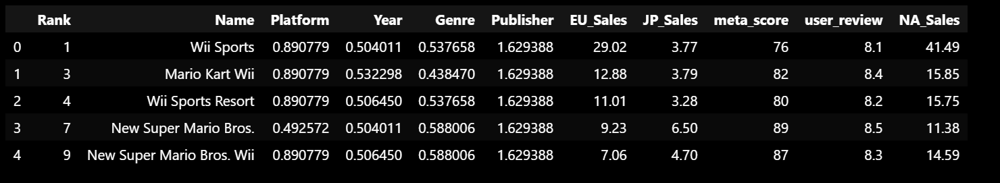 Rank Name Platform Year Genre Publisher EU_Sales JP_Sales meta_score user_review NA_Sales
0 1 Wii Sports 0.890779 0.504011 0.537658 1.629388 29.02 3.77 76 8.1 41.49
1 3 Mario Kart Wii 0.890779 0.532298 0.438470 1.629388 12.88 3.79 82 8.4 15.85
2 4 Wii Sports Resort 0.890779 0.506450 0.537658 1.629388 11.01 3.28 80 8.2 15.75
3 7 New Super Mario Bros. 0.492572 0.504011 0.588006 1.629388 9.23 6.50 89 8.5 11.38
4 9 New Super Mario Bros. Wii 0.890779 0.506450 0.588006 1.629388 7.06 4.70 87 8.3 14.59